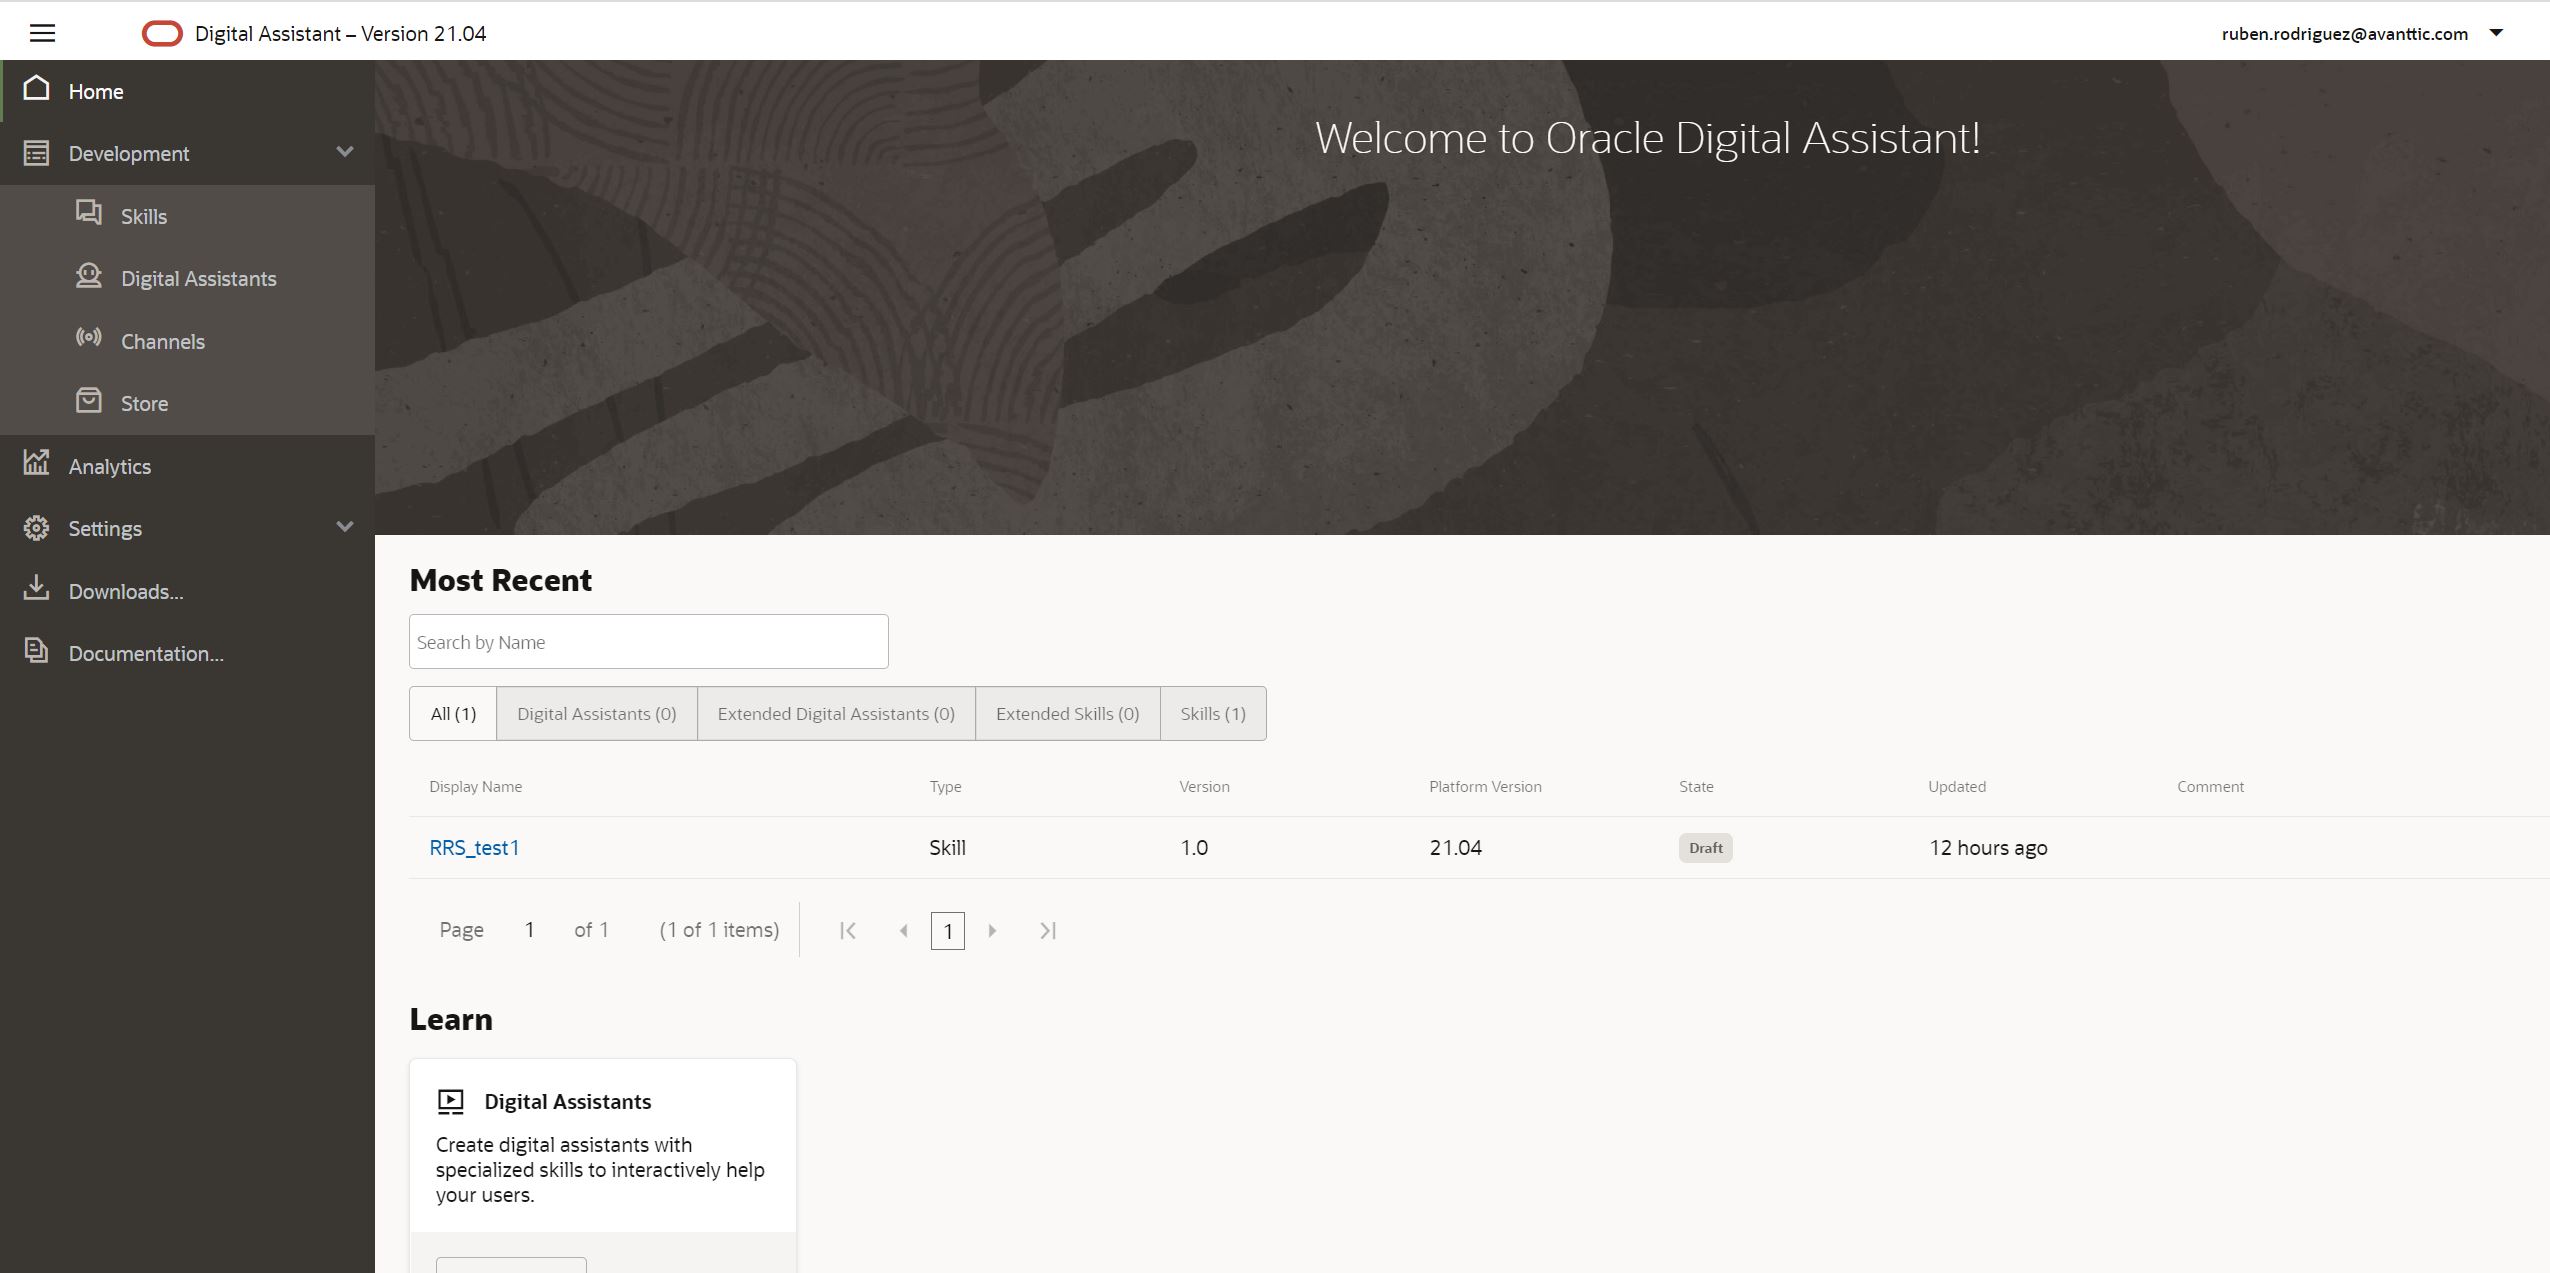 Digital Assistant – Version 21.04
ruben.rodriguez@avanttic.com
Home
Development
Skills
Digital Assistants
Channels
Store
Analytics
Settings
Downloads...
Documentation...
Welcome to Oracle Digital Assistant!
Most Recent
Search by Name
All (1) Digital Assistants (0) Extended Digital Assistants (0) Extended Skills (0) Skills (1)
Display Name Type Version Platform Version State Updated Comment
RRS_test1 Skill 1.0 21.04 Draft 12 hours ago
Page 1 of 1 (1 of 1 items) 1
Learn
Digital Assistants
Create digital assistants with
specialized skills to interactively help
your users.